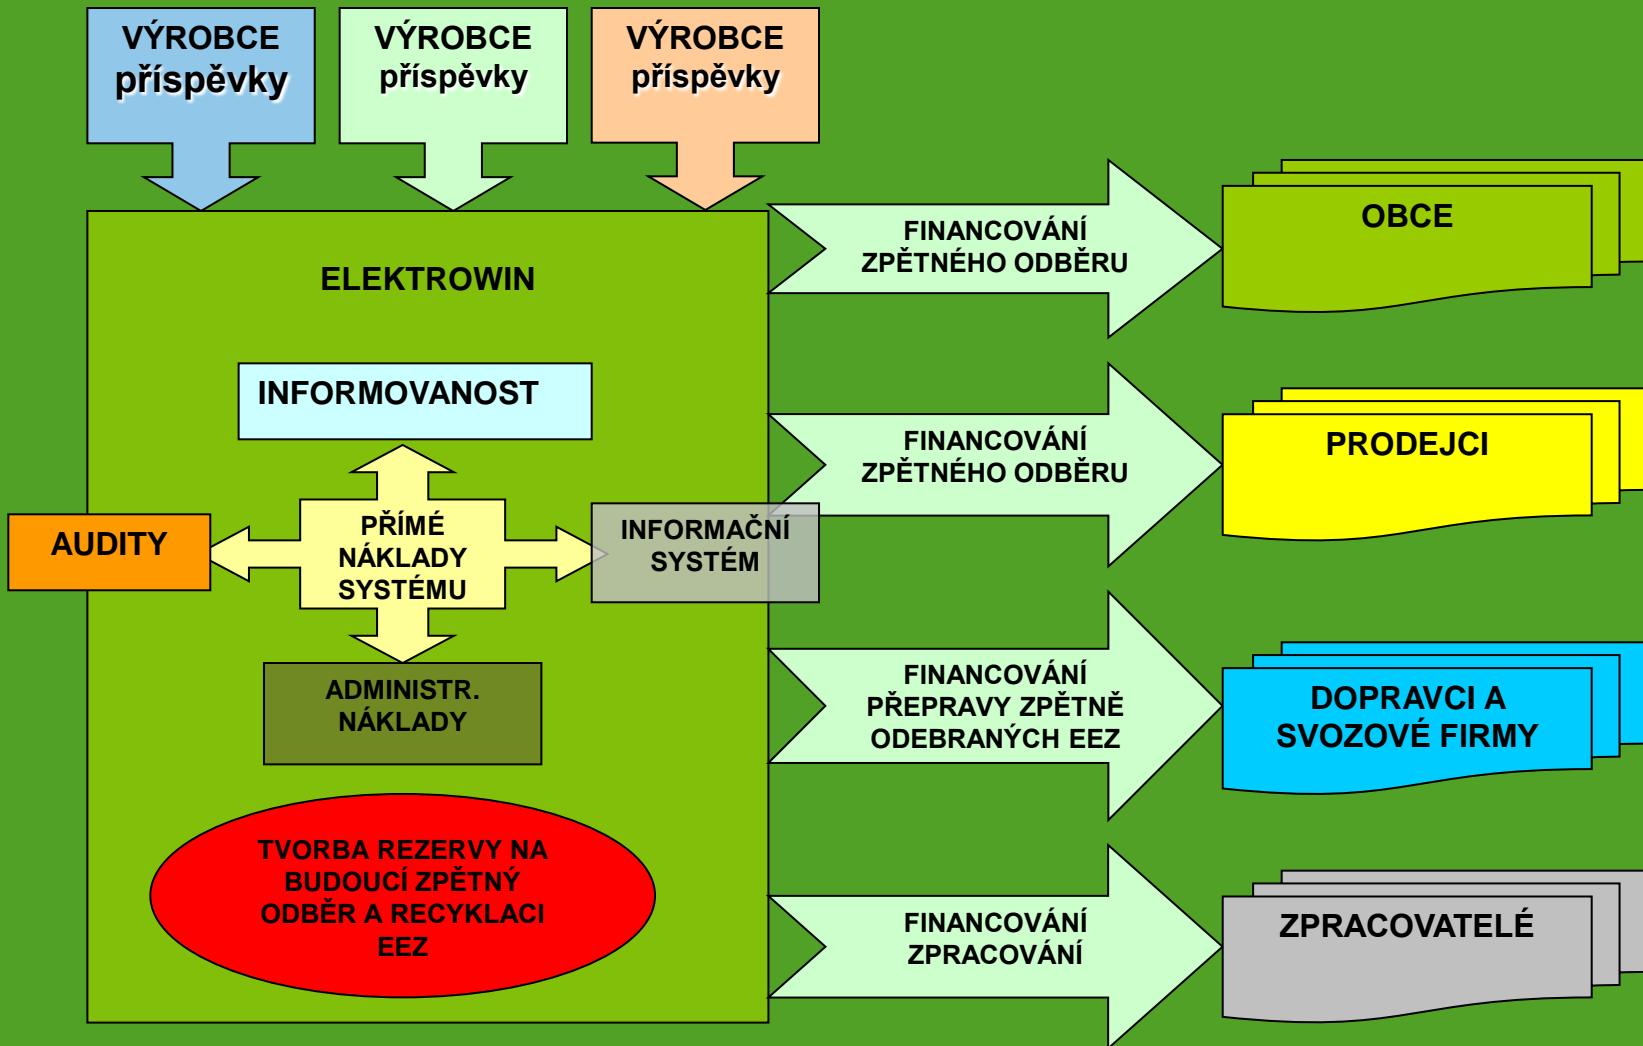 VÝROBCE
příspěvky
VÝROBCE
příspěvky
VÝROBCE
příspěvky
ELEKTROWIN
INFORMOVANOST
AUDITY
PŘÍMÉ
NÁKLADY
SYSTÉMU
INFORMAČNÍ
SYSTÉM
ADMINISTR.
NÁKLADY
TVORBA REZERVY NA
BUDOUCÍ ZPĚTNÝ
ODBĚR A RECYKLACI
EEZ
FINANCOVÁNÍ
ZPĚTNÉHO ODBĚRU
OBCE
FINANCOVÁNÍ
ZPĚTNÉHO ODBĚRU
PRODEJCI
FINANCOVÁNÍ
PŘEPRAVY ZPĚTNĚ
ODEBRANÝCH EEZ
DOPRAVCI A
SVOZOVÉ FIRMY
FINANCOVÁNÍ
ZPRACOVÁNÍ
ZPRACOVATELÉ